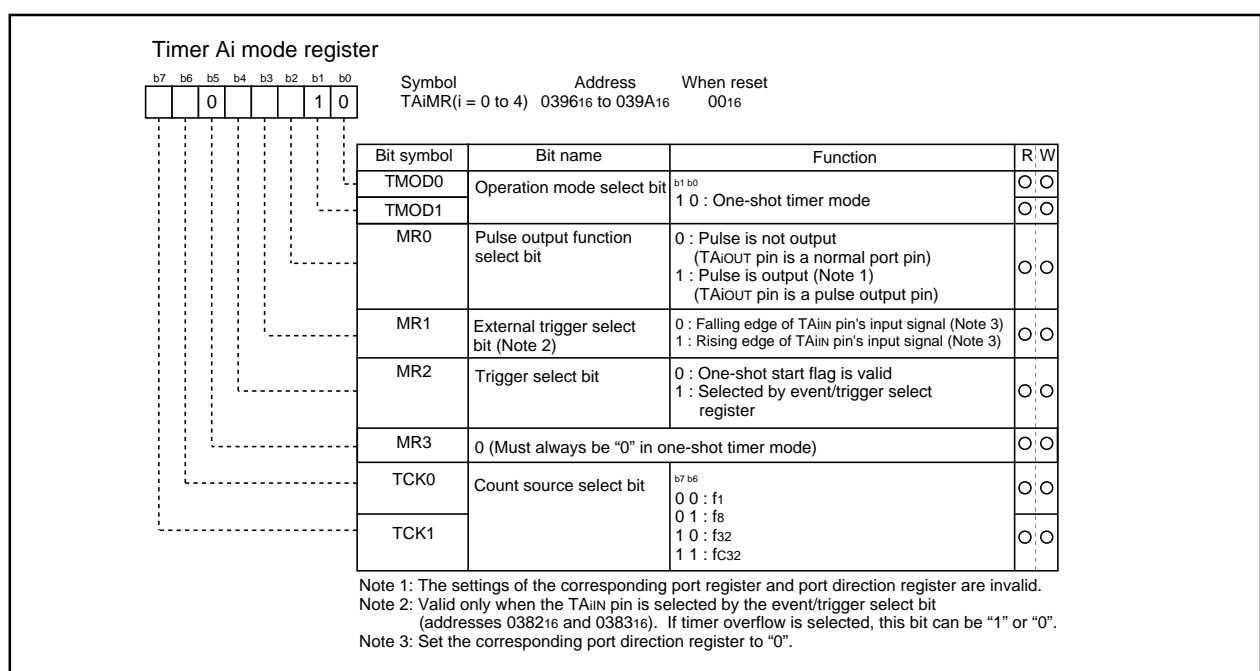 Timer Ai mode register
b7 b6 b5 b4 b3 b2 b1 b0
0 1 0
Symbol Address When reset
TAiMR(i = 0 to 4) 039616 to 039A16 0016
Bit symbol Bit name Function R W
TMOD0 Operation mode select bit b1 b0
1 0 : One-shot timer mode
TMOD1
MR0 Pulse output function select bit
0 : Pulse is not output
(TAiOUT pin is a normal port pin)
1 : Pulse is output (Note 1)
(TAiOUT pin is a pulse output pin)
MR1 External trigger select bit (Note 2)
0 : Falling edge of TAiIN pin's input signal (Note 3)
1 : Rising edge of TAiIN pin's input signal (Note 3)
MR2 Trigger select bit
0 : One-shot start flag is valid
1 : Selected by event/trigger select
register
MR3 0 (Must always be “0” in one-shot timer mode)
TCK0 Count source select bit b7 b6
0 0 : f1
0 1 : f8
TCK1 1 0 : f32
1 1 : fC32
Note 1: The settings of the corresponding port register and port direction register are invalid.
Note 2: Valid only when the TAiIN pin is selected by the event/trigger select bit
(addresses 038216 and 038316). If timer overflow is selected, this bit can be “1” or “0”.
Note 3: Set the corresponding port direction register to “0”.